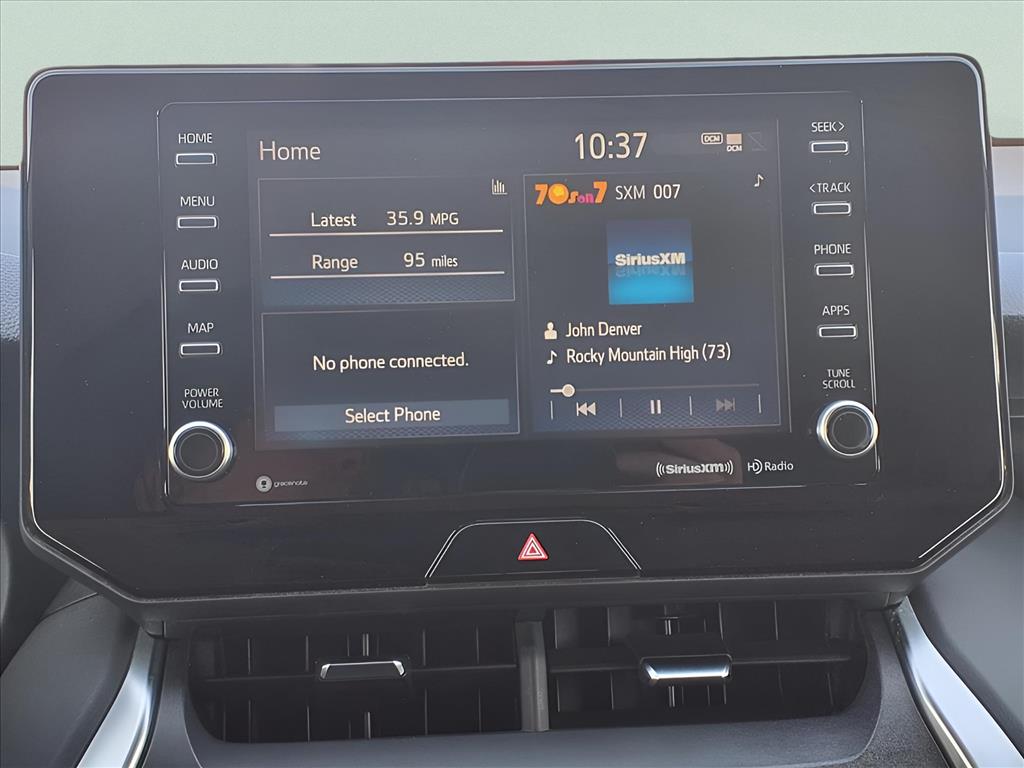 HOME
MENU
AUDIO
MAP
POWER
VOLUME
Home
10:37
DCM
DCM
Latest 35.9 MPG
Range 95 miles
No phone connected.
Select Phone
70s on 7 SXM 007
SiriusXM
John Denver
Rocky Mountain High (73)
SEEK>
<TRACK
PHONE
APPS
TUNE
SCROLL
gracenote
((SiriusXM))
HD Radio